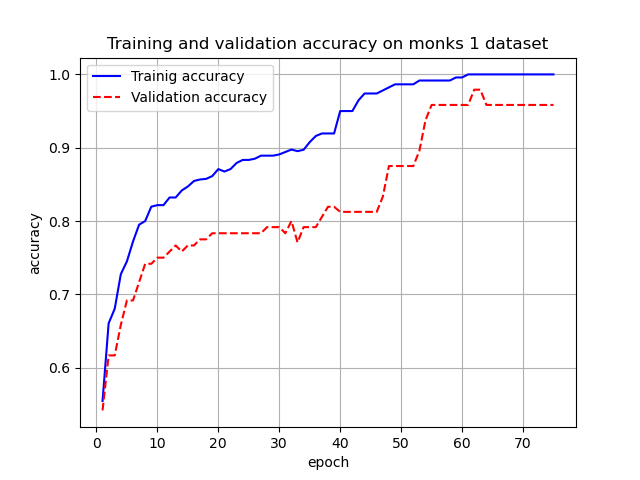 Training and validation accuracy on monks 1 dataset
Trainig accuracy
Validation accuracy
1.0
0.9
0.8
0.7
0.6
accuracy
0 10 20 30 40 50 60 70
epoch